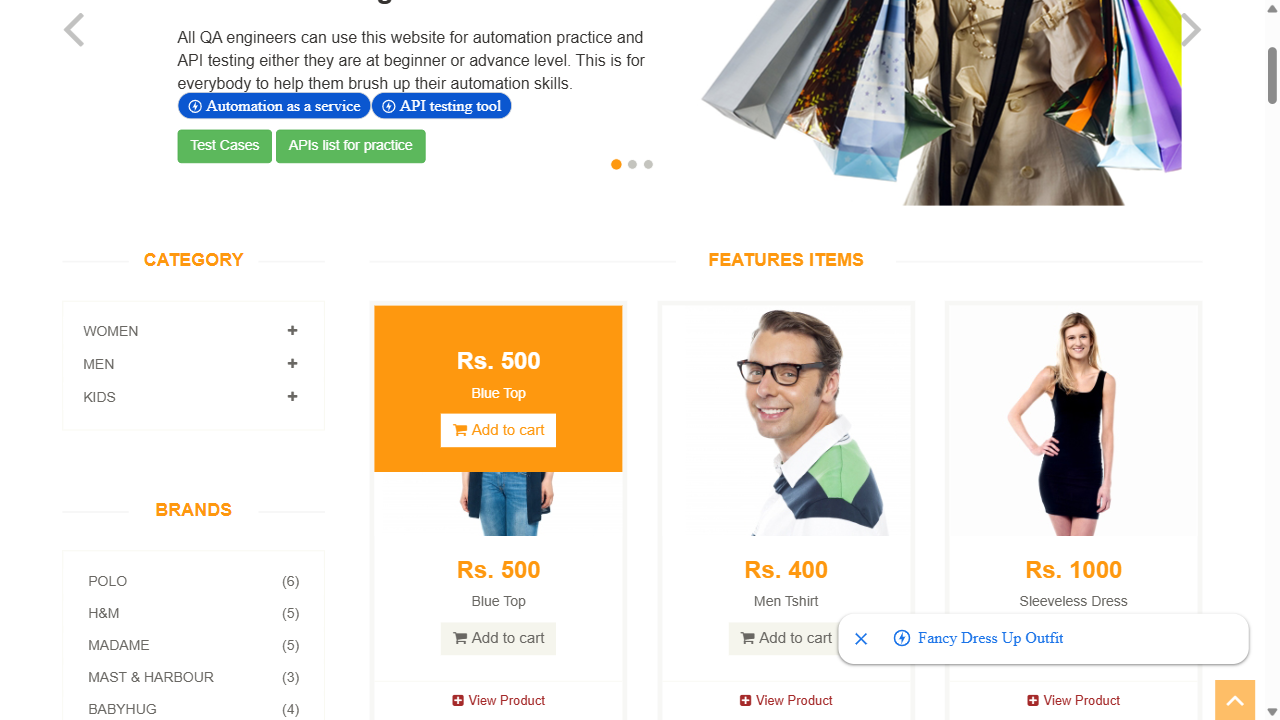 All QA engineers can use this website for automation practice and
API testing either they are at beginner or advance level. This is for
everybody to help them brush up their automation skills.
Automation as a service API testing tool
Test Cases APIs list for practice
CATEGORY
WOMEN
MEN
KIDS
BRANDS
POLO (6)
H&M (5)
MADAME (5)
MAST & HARBOUR (3)
BABYHUG (4)
FEATURES ITEMS
Rs. 500
Blue Top
Add to cart
Rs. 500
Blue Top
Add to cart
View Product
Rs. 400
Men Tshirt
Add to cart
View Product
Rs. 1000
Sleeveless Dress
View Product
Fancy Dress Up Outfit